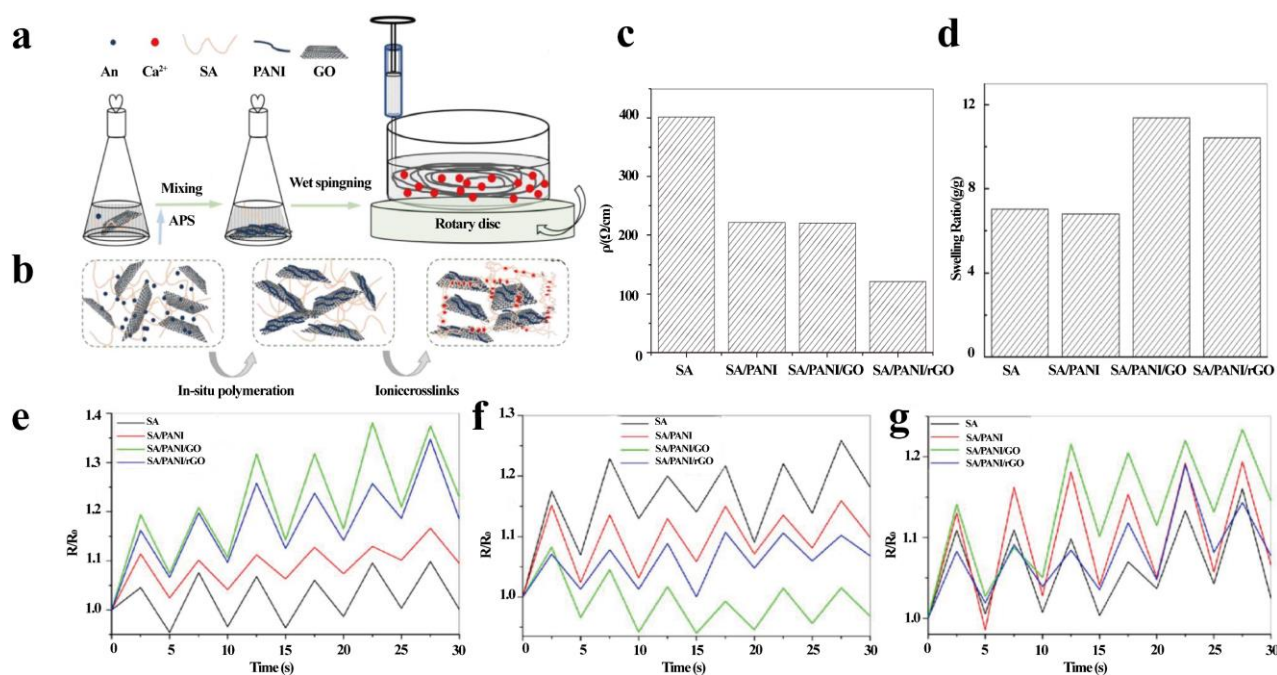 a
An Ca²⁺ SA PANI GO
Mixing
APS
Wet spingning
Rotary disc
b
In-situ polymeration
Ioniccrosslinks
c
ρ/(Ω/cm)
400
300
200
100
0
SA SA/PANI SA/PANI/GO SA/PANI/rGO
d
Swelling Ratio/(g/g)
12
8
4
0
SA SA/PANI SA/PANI/GO SA/PANI/rGO
e
R/R₀
1.4
1.3
1.2
1.1
1.0
SA
SA/PANI
SA/PANI/GO
SA/PANI/rGO
0 5 10 15 20 25 30
Time (s)
f
R/R₀
1.3
1.2
1.1
1.0
SA
SA/PANI
SA/PANI/GO
SA/PANI/rGO
0 5 10 15 20 25 30
Time (s)
g
R/R₀
1.2
1.1
1.0
SA
SA/PANI
SA/PANI/GO
SA/PANI/rGO
0 5 10 15 20 25 30
Time (s)